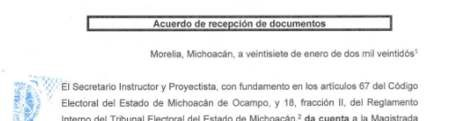 Acuerdo de recepción de documentos
Morelia, Michoacán, a veintisiete de enero de dos mil veintidós¹
El Secretario Instructor y Proyectista, con fundamento en los artículos 67 del Código
Electoral del Estado de Michoacán de Ocampo, y 18, fracción II, del Reglamento
Interno del Tribunal Electoral del Estado de Michoacán,² da cuenta a la Magistrada